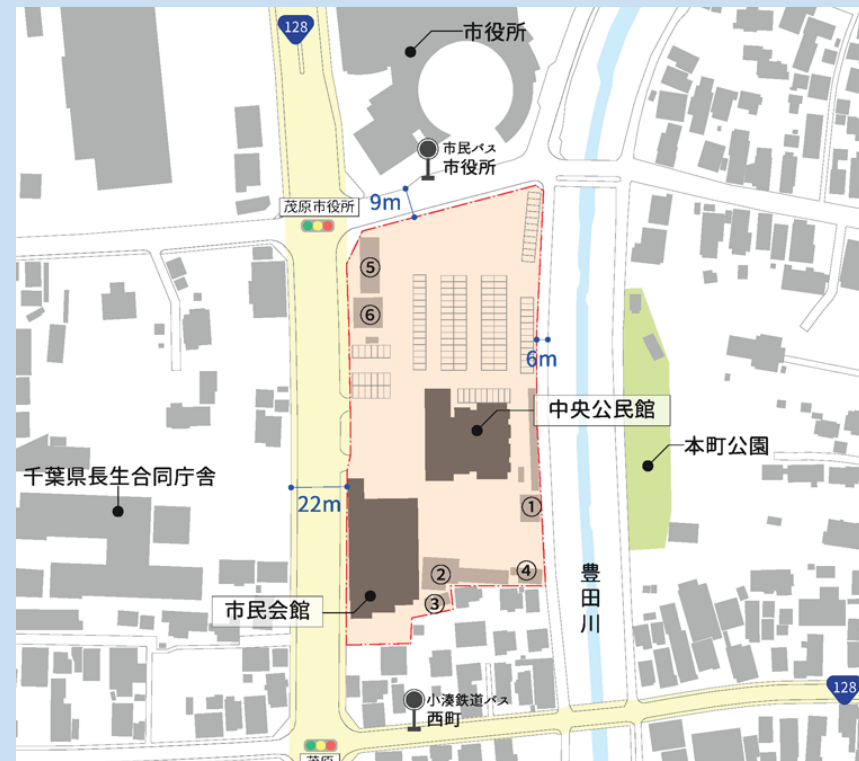 128
市役所
市民バス
市役所
茂原市役所
9m
⑤
⑥
6m
中央公民館
本町公園
千葉県長生合同庁舎
22m
①
②
④
③
豊田川
市民会館
小湊鉄道バス
西町
128
茂原